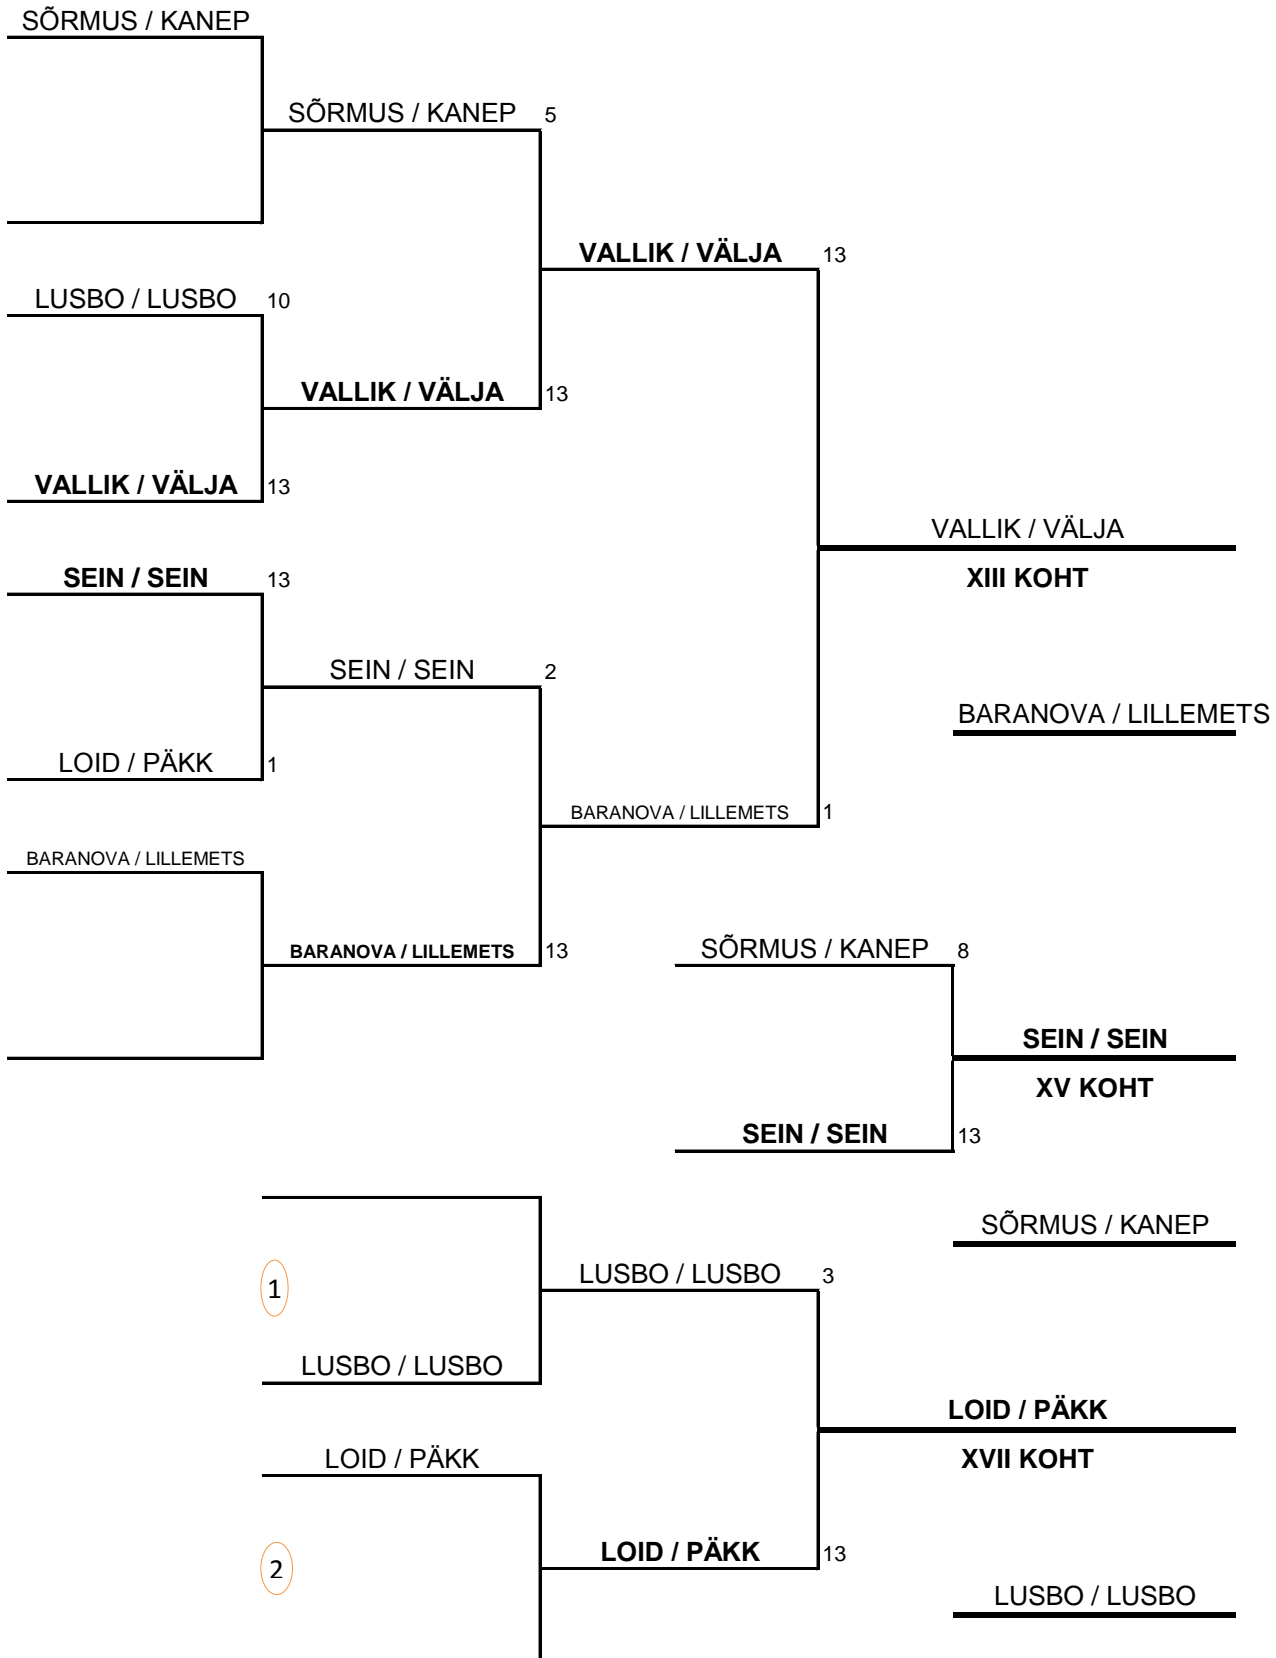 SÕRMUS / KANEP
SÕRMUS / KANEP 5
VALLIK / VÄLJA 13
LUSBO / LUSBO 10
VALLIK / VÄLJA 13
VALLIK / VÄLJA 13
VALLIK / VÄLJA
SEIN / SEIN 13
XIII KOHT
SEIN / SEIN 2
BARANOVA / LILLEMETS
LOID / PÄKK 1
BARANOVA / LILLEMETS 1
BARANOVA / LILLEMETS
BARANOVA / LILLEMETS 13
SÕRMUS / KANEP 8
SEIN / SEIN
XV KOHT
SEIN / SEIN 13
SÕRMUS / KANEP
LUSBO / LUSBO 3
1
LUSBO / LUSBO
LOID / PÄKK
LOID / PÄKK
XVII KOHT
LOID / PÄKK 13
2
LUSBO / LUSBO